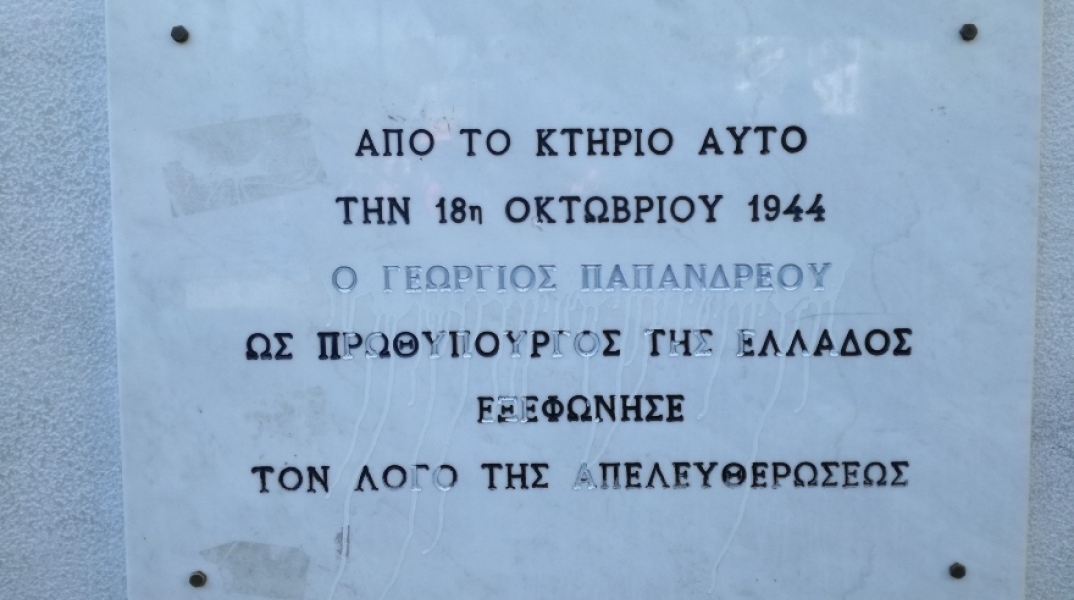 ΑΠΟ ΤΟ ΚΤΗΡΙΟ ΑΥΤΟ
ΤΗΝ 18η ΟΚΤΩΒΡΙΟΥ 1944
Ο ΓΕΩΡΓΙΟΣ ΠΑΠΑΝΔΡΕΟΥ
ΩΣ ΠΡΩΘΥΠΟΥΡΓΟΣ ΤΗΣ ΕΛΛΑΔΟΣ
ΕΞΕΦΩΝΗΣΕ
ΤΟΝ ΛΟΓΟ ΤΗΣ ΑΠΕΛΕΥΘΕΡΩΣΕΩΣ